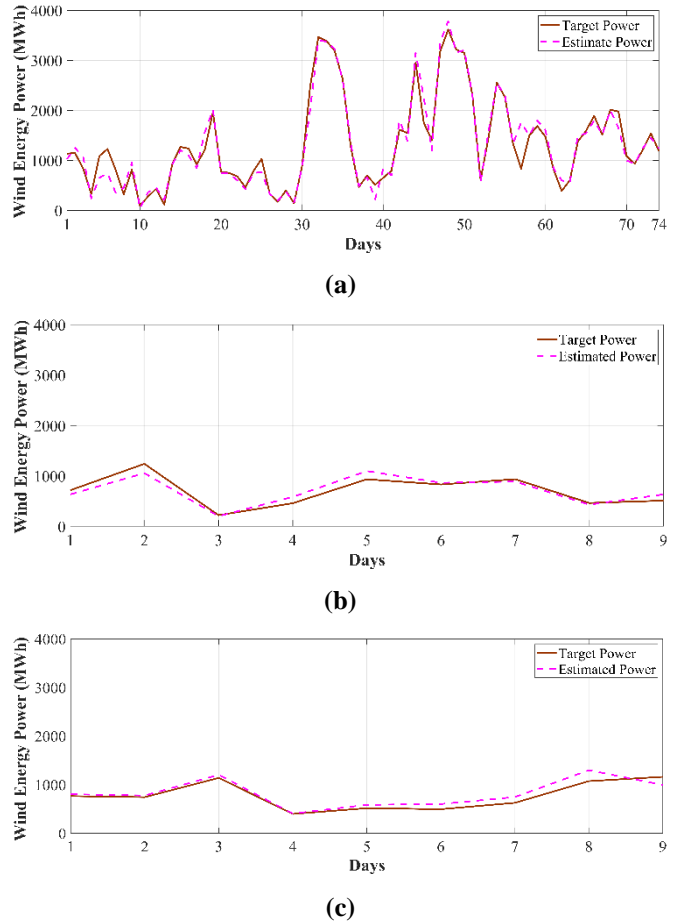 4000
3000
2000
1000
0
Wind Energy Power (MWh)
Target Power
Estimate Power
1 10 20 30 40 50 60 70 74
Days
(a)
4000
3000
2000
1000
0
Wind Energy Power (MWh)
Target Power
Estimated Power
1 2 3 4 5 6 7 8 9
Days
(b)
4000
3000
2000
1000
0
Wind Energy Power (MWh)
Target Power
Estimated Power
1 2 3 4 5 6 7 8 9
Days
(c)